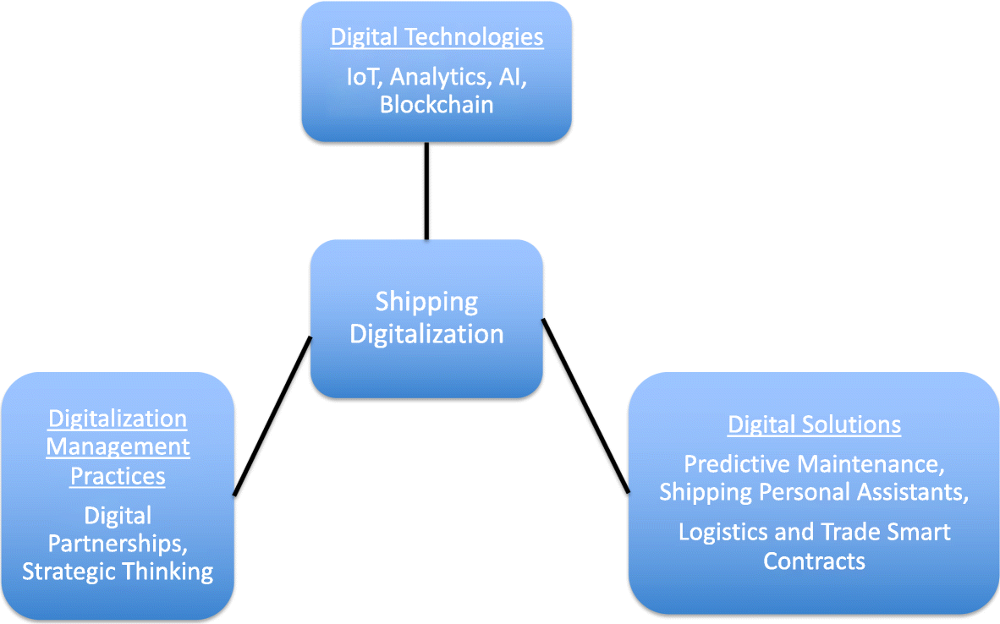 Digital Technologies
IoT, Analytics, AI,
Blockchain
Shipping
Digitalization
Digitalization
Management
Practices
Digital
Partnerships,
Strategic Thinking
Digital Solutions
Predictive Maintenance,
Shipping Personal Assistants,
Logistics and Trade Smart
Contracts